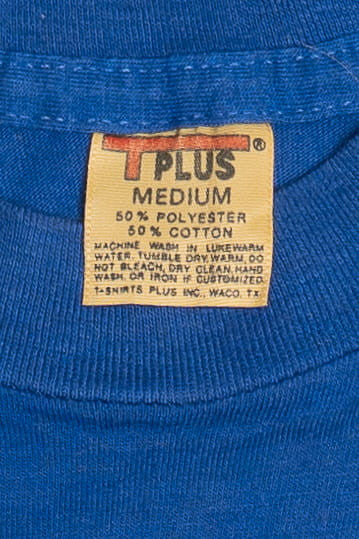 T PLUS®
MEDIUM
50% POLYESTER
50% COTTON
MACHINE WASH IN LUKEWARM
WATER. TUMBLE DRY, WARM, DO
NOT BLEACH, DRY CLEAN, HAND
WASH, OR IRON IF CUSTOMIZED.
T-SHIRTS PLUS INC., WACO, TX.